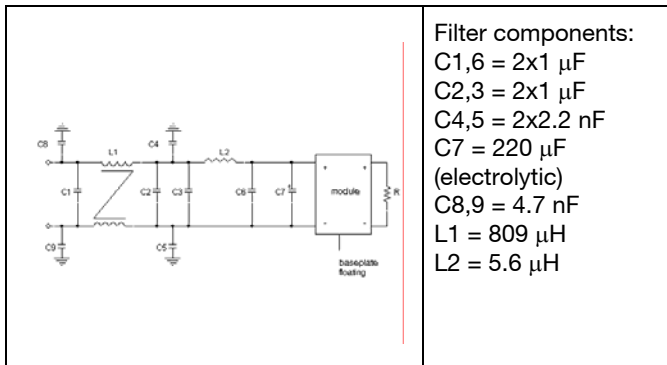 C8
C4
L1
L2
C1
C2
C3
C6
C7
module
R
C9
C5
baseplate
floating
Filter components:
C1,6 = 2x1 μF
C2,3 = 2x1 μF
C4,5 = 2x2.2 nF
C7 = 220 μF
(electrolytic)
C8,9 = 4.7 nF
L1 = 809 μH
L2 = 5.6 μH